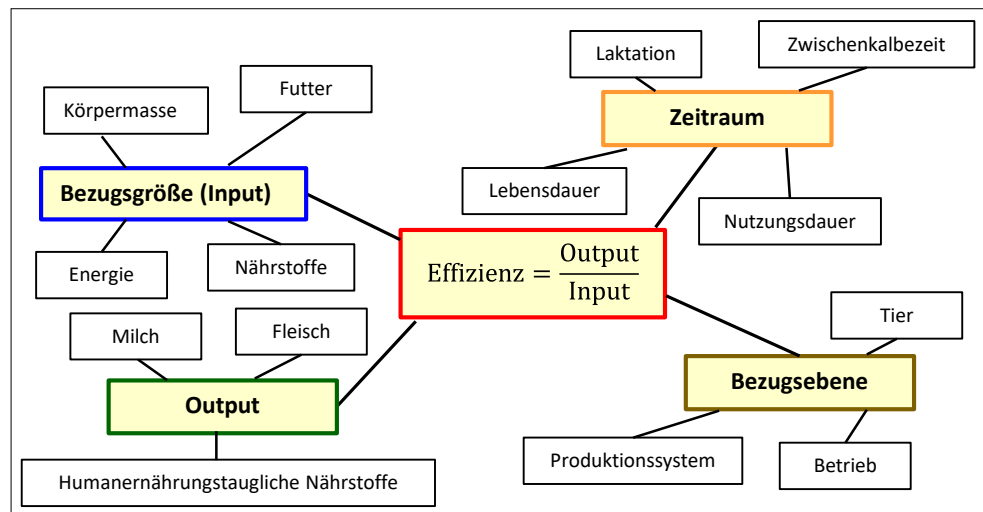 Laktation
Zwischenkalbezeit
Futter
Körpermasse
Zeitraum
Bezugsgröße (Input)
Lebensdauer
Nutzungsdauer
Energie
Nährstoffe
Effizienz = Output / Input
Milch
Fleisch
Tier
Output
Bezugsebene
Produktionssystem
Betrieb
Humanernährungstaugliche Nährstoffe